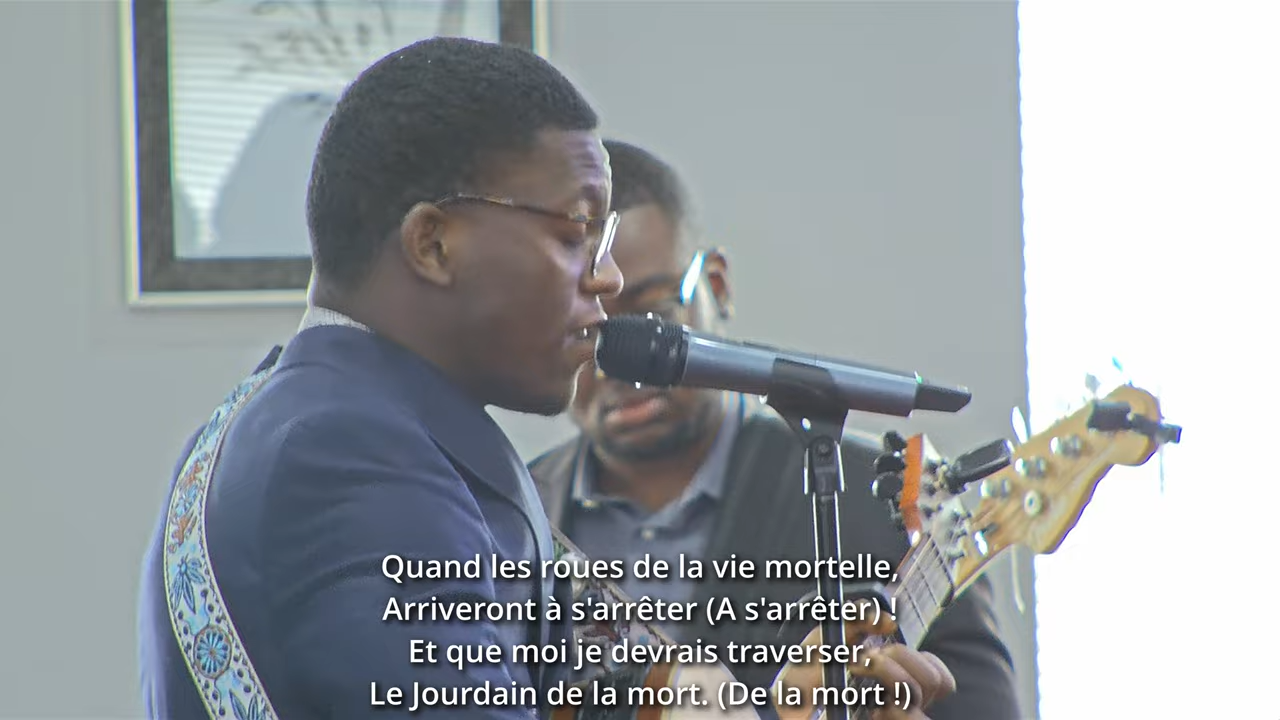 Quand les roues de la vie mortelle,
Arriveront à s'arrêter (A s'arrêter) !
Et que moi je devrais traverser,
Le Jourdain de la mort. (De la mort !)